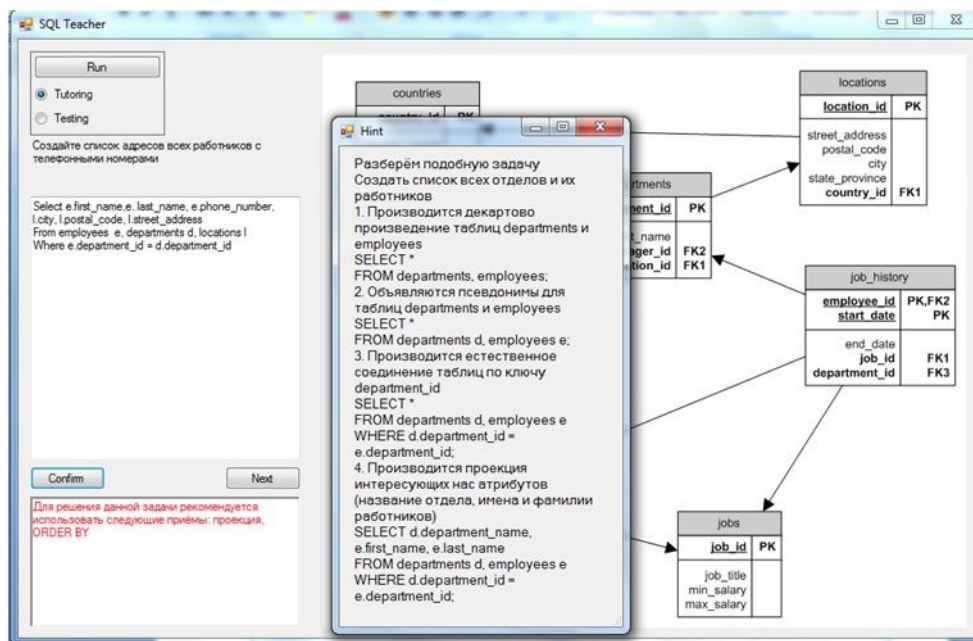 SQL Teacher
Run
Tutoring
Testing
Создайте список адресов всех работников с
телефонными номерами
Select e.first_name,e. last_name, e.phone_number,
l.city, l.postal_code, l.street_address
From employees e, departments d, locations l
Where e.department_id = d.department_id
Confirm
Next
Для решения данной задачи рекомендуется
использовать следующие приёмы: проекция,
ORDER BY
countries
country_id PK
Hint
Разберём подобную задачу
Создать список всех отделов и их
работников
1. Производится декартово
произведение таблиц departments и
employees
SELECT *
FROM departments, employees;
2. Объявляются псевдонимы для
таблиц departments и employees
SELECT *
FROM departments d, employees e;
3. Производится естественное
соединение таблиц по ключу
department_id
SELECT *
FROM departments d, employees e
WHERE d.department_id =
e.department_id;
4. Производится проекция
интересующих нас атрибутов
(название отдела, имена и фамилии
работников)
SELECT d.department_name,
e.first_name, e.last_name
FROM departments d, employees e
WHERE d.department_id =
e.department_id;
rtments
ment_id PK
t_name
ager_id FK2
tion_id FK1
locations
location_id PK
street_address
postal_code
city
state_province
country_id FK1
job_history
employee_id PK,FK2
start_date PK
end_date
job_id FK1
department_id FK3
jobs
job_id PK
job_title
min_salary
max_salary